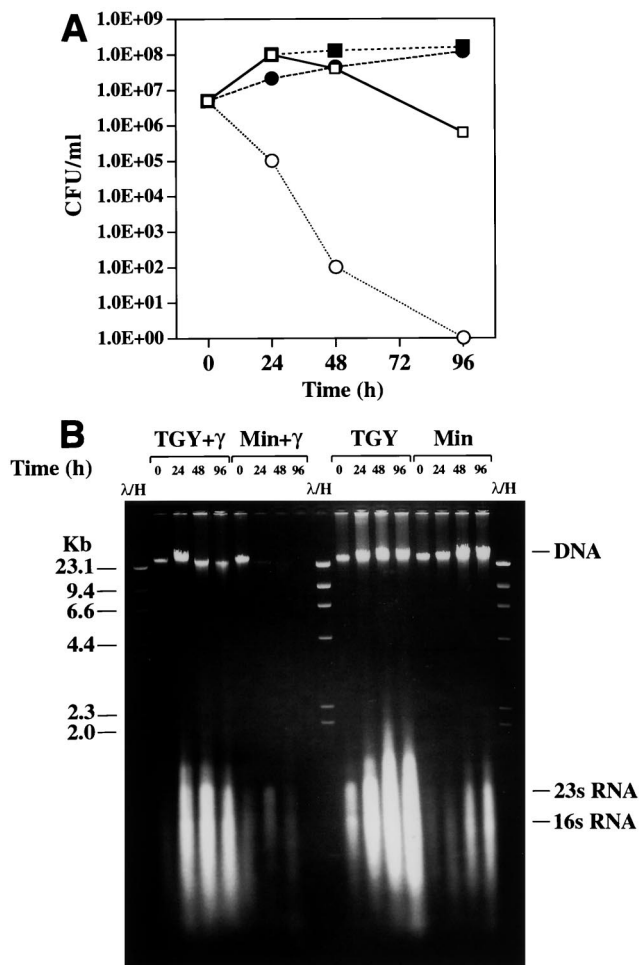 A
1.0E+09
1.0E+08
1.0E+07
1.0E+06
1.0E+05
1.0E+04
1.0E+03
1.0E+02
1.0E+01
1.0E+00
CFU/ml
0 24 48 72 96
Time (h)
B
TGY+γ Min+γ TGY Min
Time (h) 0 24 48 96 0 24 48 96 0 24 48 96 0 24 48 96
λ/H λ/H λ/H
Kb
23.1
9.4
6.6
4.4
2.3
2.0
DNA
23s RNA
16s RNA